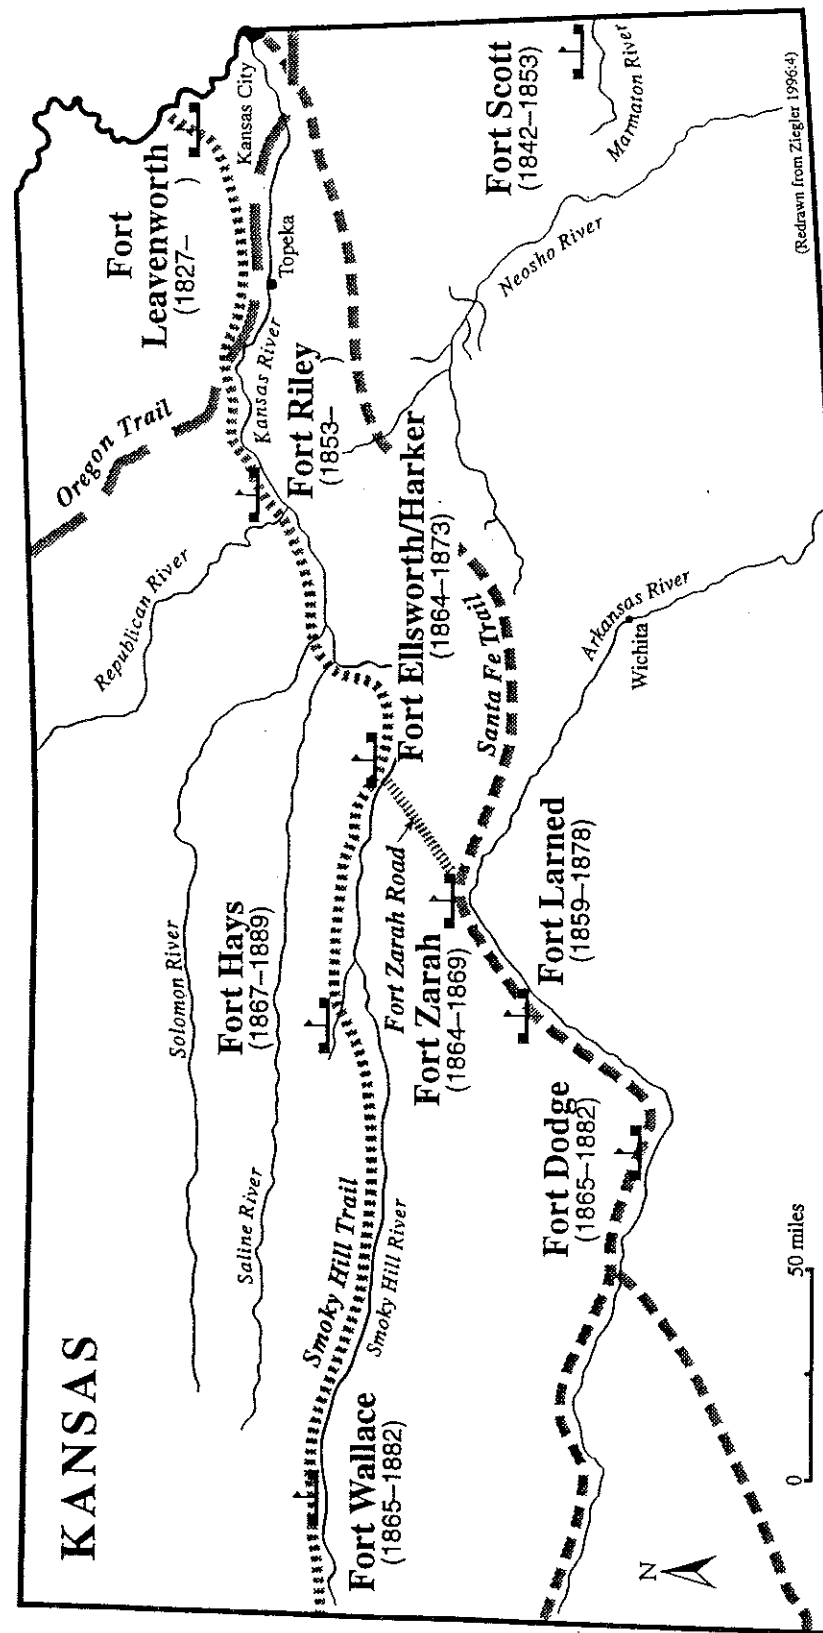 KANSAS
Oregon Trail
Republican River
Solomon River
Saline River
Fort
Leavenworth
(1827– )
Kansas City
Topeka
Kansas River
Fort Riley
(1853– )
Fort Hays
(1867–1889)
Smoky Hill Trail
Smoky Hill River
Fort Wallace
(1865–1882)
Fort Ellsworth/Harker
(1864–1873)
Fort Zarah Road
Fort Zarah
(1864–1869)
Santa Fe Trail
Fort Scott
(1842–1853)
Marmaton River
Neosho River
Arkansas River
Wichita
Fort Larned
(1859–1878)
Fort Dodge
(1865–1882)
N
0
50 miles
(Redrawn from Ziegler 1996:4)